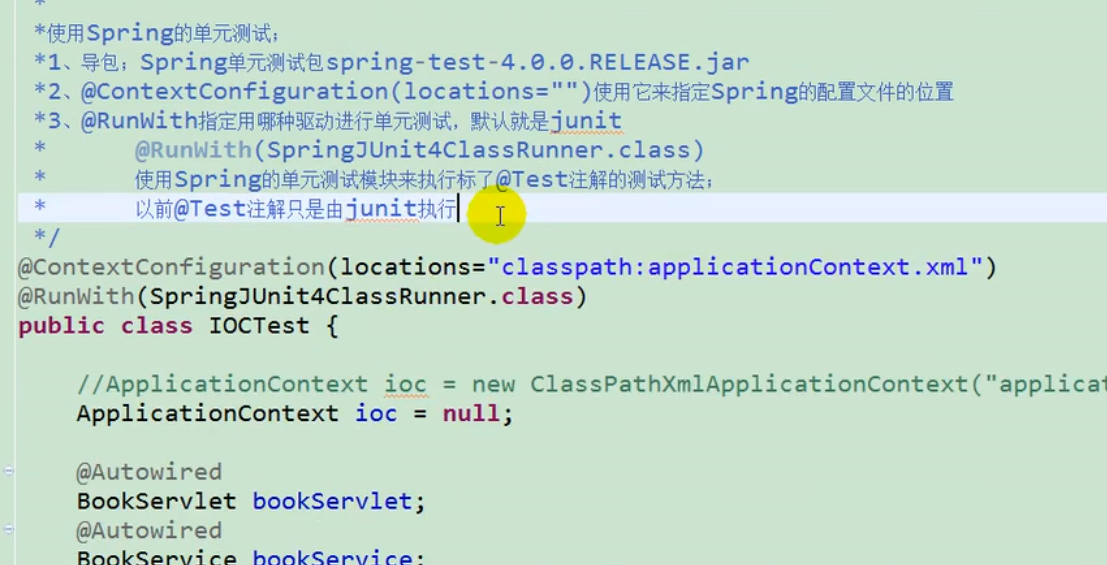 *
*使用Spring的单元测试;
*1、导包;Spring单元测试包spring-test-4.0.0.RELEASE.jar
*2、@ContextConfiguration(locations="")使用它来指定Spring的配置文件的位置
*3、@RunWith指定用哪种驱动进行单元测试,默认就是junit
* @RunWith(SpringJUnit4ClassRunner.class)
* 使用Spring的单元测试模块来执行标了@Test注解的测试方法;
* 以前@Test注解只是由junit执行
*/
@ContextConfiguration(locations="classpath:applicationContext.xml")
@RunWith(SpringJUnit4ClassRunner.class)
public class IOCTest {
//ApplicationContext ioc = new ClassPathXmlApplicationContext("applicat
ApplicationContext ioc = null;
@Autowired
BookServlet bookServlet;
@Autowired
BookService bookService;